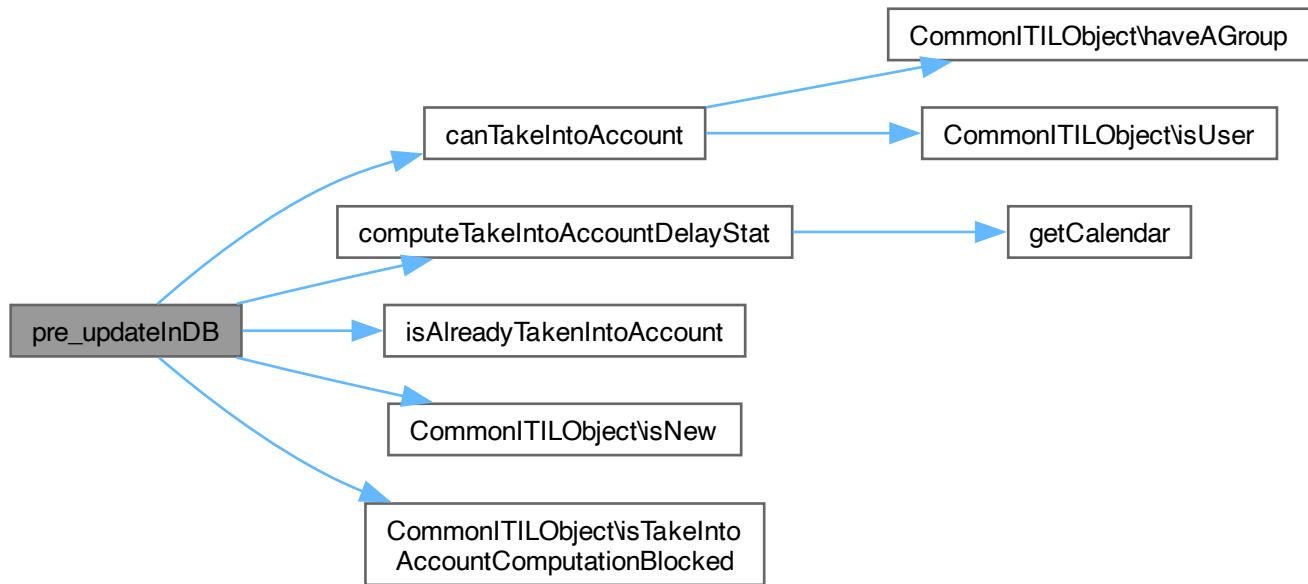 CommonITILObject\haveAGroup
canTakeIntoAccount
CommonITILObject\isUser
computeTakeIntoAccountDelayStat
getCalendar
pre_updateInDB
isAlreadyTakenIntoAccount
CommonITILObject\isNew
CommonITILObject\isTakeInto
AccountComputationBlocked